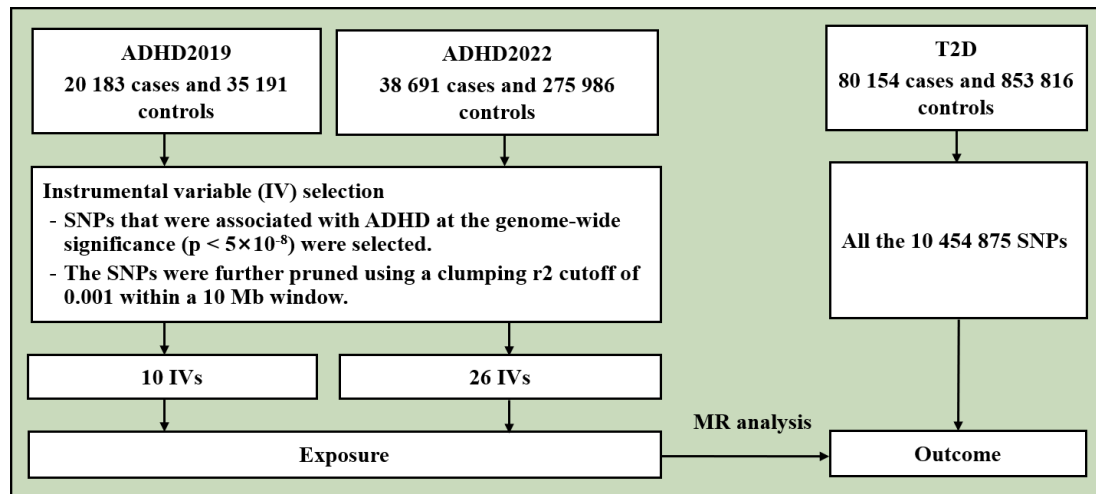 ADHD2019
20 183 cases and 35 191
controls
ADHD2022
38 691 cases and 275 986
controls
T2D
80 154 cases and 853 816
controls
Instrumental variable (IV) selection
- SNPs that were associated with ADHD at the genome-wide
significance (p < 5×10⁻⁸) were selected.
- The SNPs were further pruned using a clumping r2 cutoff of
0.001 within a 10 Mb window.
All the 10 454 875 SNPs
10 IVs
26 IVs
MR analysis
Exposure
Outcome